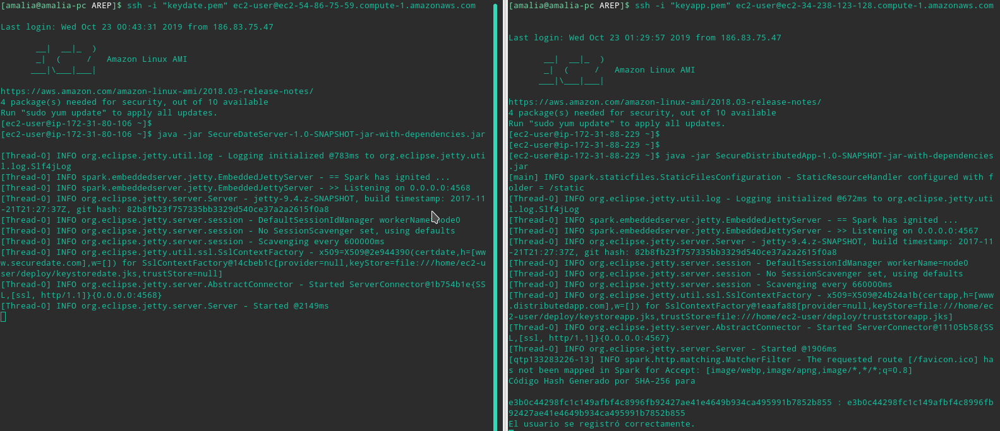 [amalia@amalia-pc AREP]$ ssh -i "keydate.pem" ec2-user@ec2-54-86-75-59.compute-1.amazonaws.com

Last login: Wed Oct 23 00:43:31 2019 from 186.83.75.47

       __|  __|_  )
       _|  (     /   Amazon Linux AMI
      ___|\___|___|

https://aws.amazon.com/amazon-linux-ami/2018.03-release-notes/
4 package(s) needed for security, out of 10 available
Run "sudo yum update" to apply all updates.
[ec2-user@ip-172-31-80-106 ~]$
[ec2-user@ip-172-31-80-106 ~]$ java -jar SecureDateServer-1.0-SNAPSHOT-jar-with-dependencies.jar

[Thread-0] INFO org.eclipse.jetty.util.log - Logging initialized @783ms to org.eclipse.jetty.uti
l.log.Slf4jLog
[Thread-0] INFO spark.embeddedserver.jetty.EmbeddedJettyServer - == Spark has ignited ...
[Thread-0] INFO spark.embeddedserver.jetty.EmbeddedJettyServer - >> Listening on 0.0.0.0:4568
[Thread-0] INFO org.eclipse.jetty.server.Server - jetty-9.4.z-SNAPSHOT, build timestamp: 2017-11
-21T21:27:37Z, git hash: 82b8fb23f757335bb3329d540ce37a2a2615f0a8
[Thread-0] INFO org.eclipse.jetty.server.session - DefaultSessionIdManager workerName=node0
[Thread-0] INFO org.eclipse.jetty.server.session - No SessionScavenger set, using defaults
[Thread-0] INFO org.eclipse.jetty.server.session - Scavenging every 600000ms
[Thread-0] INFO org.eclipse.jetty.util.ssl.SslContextFactory - x509=X509@2e944390(certdate,h=[ww
w.securedate.com],w=[]) for SslContextFactory@14cbeb1c[provider=null,keyStore=file:///home/ec2-u
ser/deploy/keystoredate.jks,trustStore=null]
[Thread-0] INFO org.eclipse.jetty.server.AbstractConnector - Started ServerConnector@1b754b1e{SS
L,[ssl, http/1.1]}{0.0.0.0:4568}
[Thread-0] INFO org.eclipse.jetty.server.Server - Started @2149ms
[amalia@amalia-pc AREP]$ ssh -i "keyapp.pem" ec2-user@ec2-34-238-123-128.compute-1.amazonaws.com

Last login: Wed Oct 23 01:29:57 2019 from 186.83.75.47

       __|  __|_  )
       _|  (     /   Amazon Linux AMI
      ___|\___|___|

https://aws.amazon.com/amazon-linux-ami/2018.03-release-notes/
4 package(s) needed for security, out of 10 available
Run "sudo yum update" to apply all updates.
[ec2-user@ip-172-31-88-229 ~]$
[ec2-user@ip-172-31-88-229 ~]$
[ec2-user@ip-172-31-88-229 ~]$ java -jar SecureDistributedApp-1.0-SNAPSHOT-jar-with-dependencies
.jar
[main] INFO spark.staticfiles.StaticFilesConfiguration - StaticResourceHandler configured with f
older = /static
[Thread-0] INFO org.eclipse.jetty.util.log - Logging initialized @672ms to org.eclipse.jetty.uti
l.log.Slf4jLog
[Thread-0] INFO spark.embeddedserver.jetty.EmbeddedJettyServer - == Spark has ignited ...
[Thread-0] INFO spark.embeddedserver.jetty.EmbeddedJettyServer - >> Listening on 0.0.0.0:4567
[Thread-0] INFO org.eclipse.jetty.server.Server - jetty-9.4.z-SNAPSHOT, build timestamp: 2017-11
-21T21:27:37Z, git hash: 82b8fb23f757335bb3329d540ce37a2a2615f0a8
[Thread-0] INFO org.eclipse.jetty.server.session - DefaultSessionIdManager workerName=node0
[Thread-0] INFO org.eclipse.jetty.server.session - No SessionScavenger set, using defaults
[Thread-0] INFO org.eclipse.jetty.server.session - Scavenging every 660000ms
[Thread-0] INFO org.eclipse.jetty.util.ssl.SslContextFactory - x509=X509@24b24a1b(certapp,h=[www
.distributedapp.com],w=[]) for SslContextFactory@1eaafa88[provider=null,keyStore=file:///home/ec
2-user/deploy/keystoreapp.jks,trustStore=file:///home/ec2-user/deploy/truststoreapp.jks]
[Thread-0] INFO org.eclipse.jetty.server.AbstractConnector - Started ServerConnector@11105b58{SS
L,[ssl, http/1.1]}{0.0.0.0:4567}
[Thread-0] INFO org.eclipse.jetty.server.Server - Started @1906ms
[qtp133283226-13] INFO spark.http.matching.MatcherFilter - The requested route [/favicon.ico] ha
s not been mapped in Spark for Accept: [image/webp,image/apng,image/*,*/*;q=0.8]
Código Hash Generado por SHA-256 para

e3b0c44298fc1c149afbf4c8996fb92427ae41e4649b934ca495991b7852b855 : e3b0c44298fc1c149afbf4c8996fb
92427ae41e4649b934ca495991b7852b855
El usuario se registró correctamente.